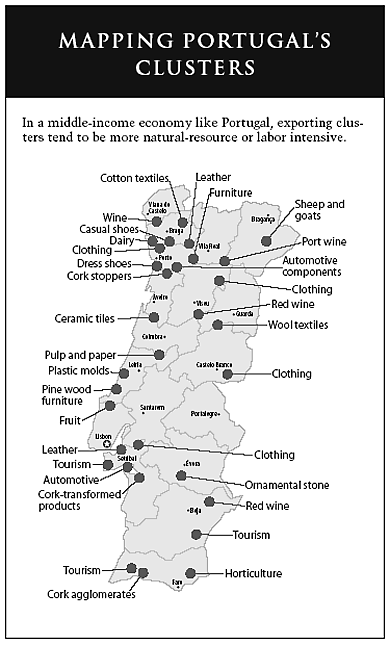 MAPPING PORTUGAL'S
CLUSTERS
In a middle-income economy like Portugal, exporting clus-
ters tend to be more natural-resource or labor intensive.
Cotton textiles
Leather
Furniture
Viana do
Castelo
Bragança
Sheep and
goats
Wine
Braga
Casual shoes
Dairy
Vila Real
Port wine
Clothing
Porto
Dress shoes
Automotive
components
Cork stoppers
Clothing
Aveiro
Viseu
Red wine
Guarda
Ceramic tiles
Wool textiles
Coimbra
Pulp and paper
Leiria
Castelo Branco
Plastic molds
Clothing
Pine wood
furniture
Fruit
Santarem
Portalegre
Lisbon
Leather
Clothing
Setúbal
Tourism
Évora
Automotive
Ornamental stone
Cork-transformed
products
Beja
Red wine
Tourism
Tourism
Horticulture
Faro
Cork agglomerates